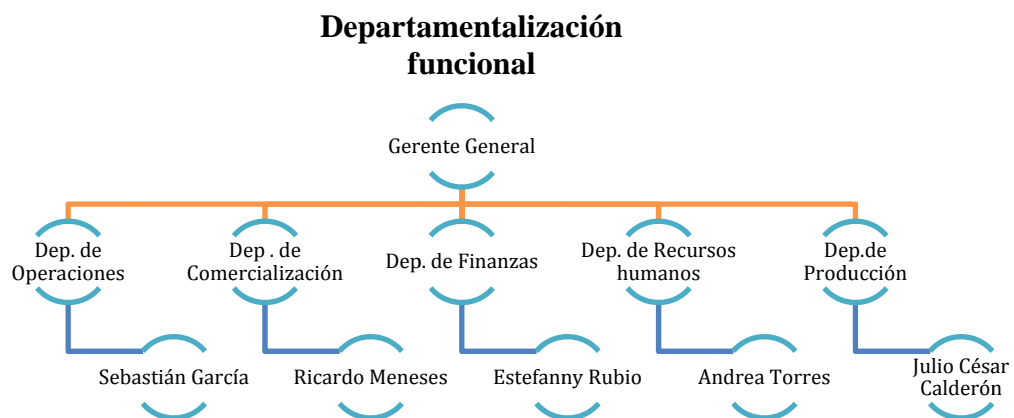 Departamentalización
funcional
Gerente General
Dep. de
Operaciones
Dep . de
Comercialización
Dep. de Finanzas
Dep. de Recursos
humanos
Dep.de
Producción
Sebastián García
Ricardo Meneses
Estefanny Rubio
Andrea Torres
Julio César
Calderón